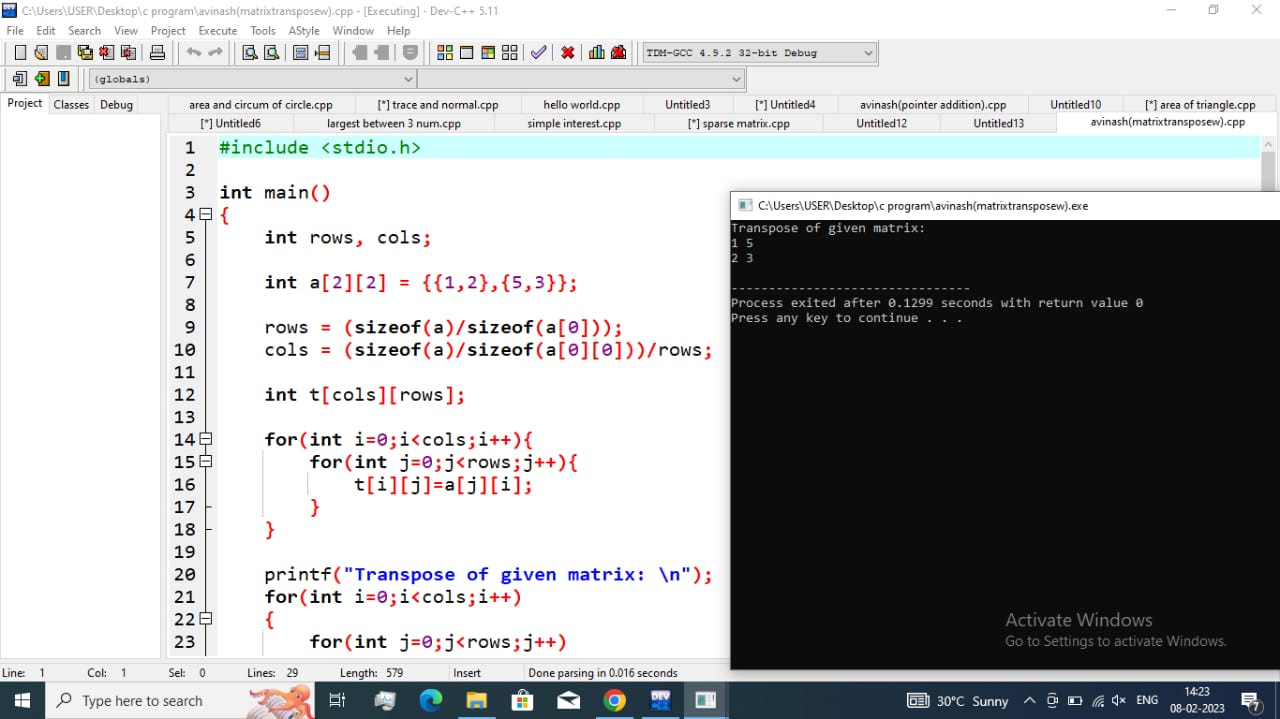 C:\Users\USER\Desktop\c program\avinash(matrixtransposew).cpp - [Executing] - Dev-C++ 5.11
File Edit Search View Project Execute Tools AStyle Window Help
TDM-GCC 4.9.2 32-bit Debug
(globals)
Project Classes Debug
area and circum of circle.cpp [*] trace and normal.cpp hello world.cpp Untitled3 [*] Untitled4 avinash(pointer addition).cpp Untitled10 [*] area of triangle.cpp
[*] Untitled6 largest between 3 num.cpp simple interest.cpp [*] sparse matrix.cpp Untitled12 Untitled13 avinash(matrixtransposew).cpp
1 #include <stdio.h>
2
3 int main()
4 {
5 int rows, cols;
6
7 int a[2][2] = {{1,2},{5,3}};
8
9 rows = (sizeof(a)/sizeof(a[0]));
10 cols = (sizeof(a)/sizeof(a[0][0]))/rows;
11
12 int t[cols][rows];
13
14 for(int i=0;i<cols;i++){
15 for(int j=0;j<rows;j++){
16 t[i][j]=a[j][i];
17 }
18 }
19
20 printf("Transpose of given matrix: \n");
21 for(int i=0;i<cols;i++)
22 {
23 for(int j=0;j<rows;j++)
C:\Users\USER\Desktop\c program\avinash(matrixtransposew).exe
Transpose of given matrix:
1 5
2 3
--------------------------------
Process exited after 0.1299 seconds with return value 0
Press any key to continue . . .
Activate Windows
Go to Settings to activate Windows.
Line: 1 Col: 1 Sel: 0 Lines: 29 Length: 579 Insert Done parsing in 0.016 seconds
Type here to search
DEV
30°C Sunny
ENG
14:23
08-02-2023
7